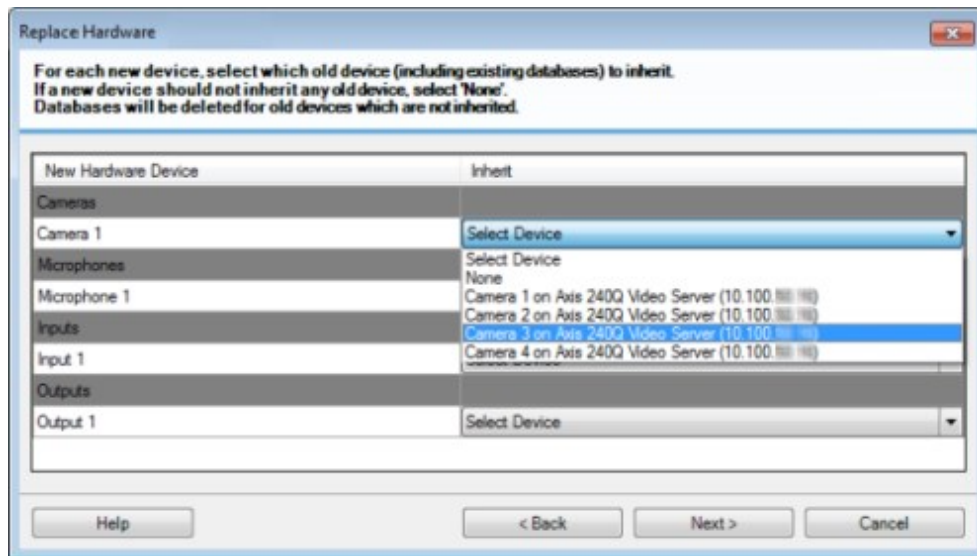 Replace Hardware
For each new device, select which old device (including existing databases) to inherit.
If a new device should not inherit any old device, select 'None'.
Databases will be deleted for old devices which are not inherited.
New Hardware Device Inherit
Cameras
Camera 1 Select Device
Select Device
Microphones
None
Microphone 1 Camera 1 on Axis 240Q Video Server (10.100.
Camera 2 on Axis 240Q Video Server (10.100.
Inputs Camera 3 on Axis 240Q Video Server (10.100.
Input 1 Camera 4 on Axis 240Q Video Server (10.100.
Outputs
Output 1 Select Device
Help < Back Next > Cancel